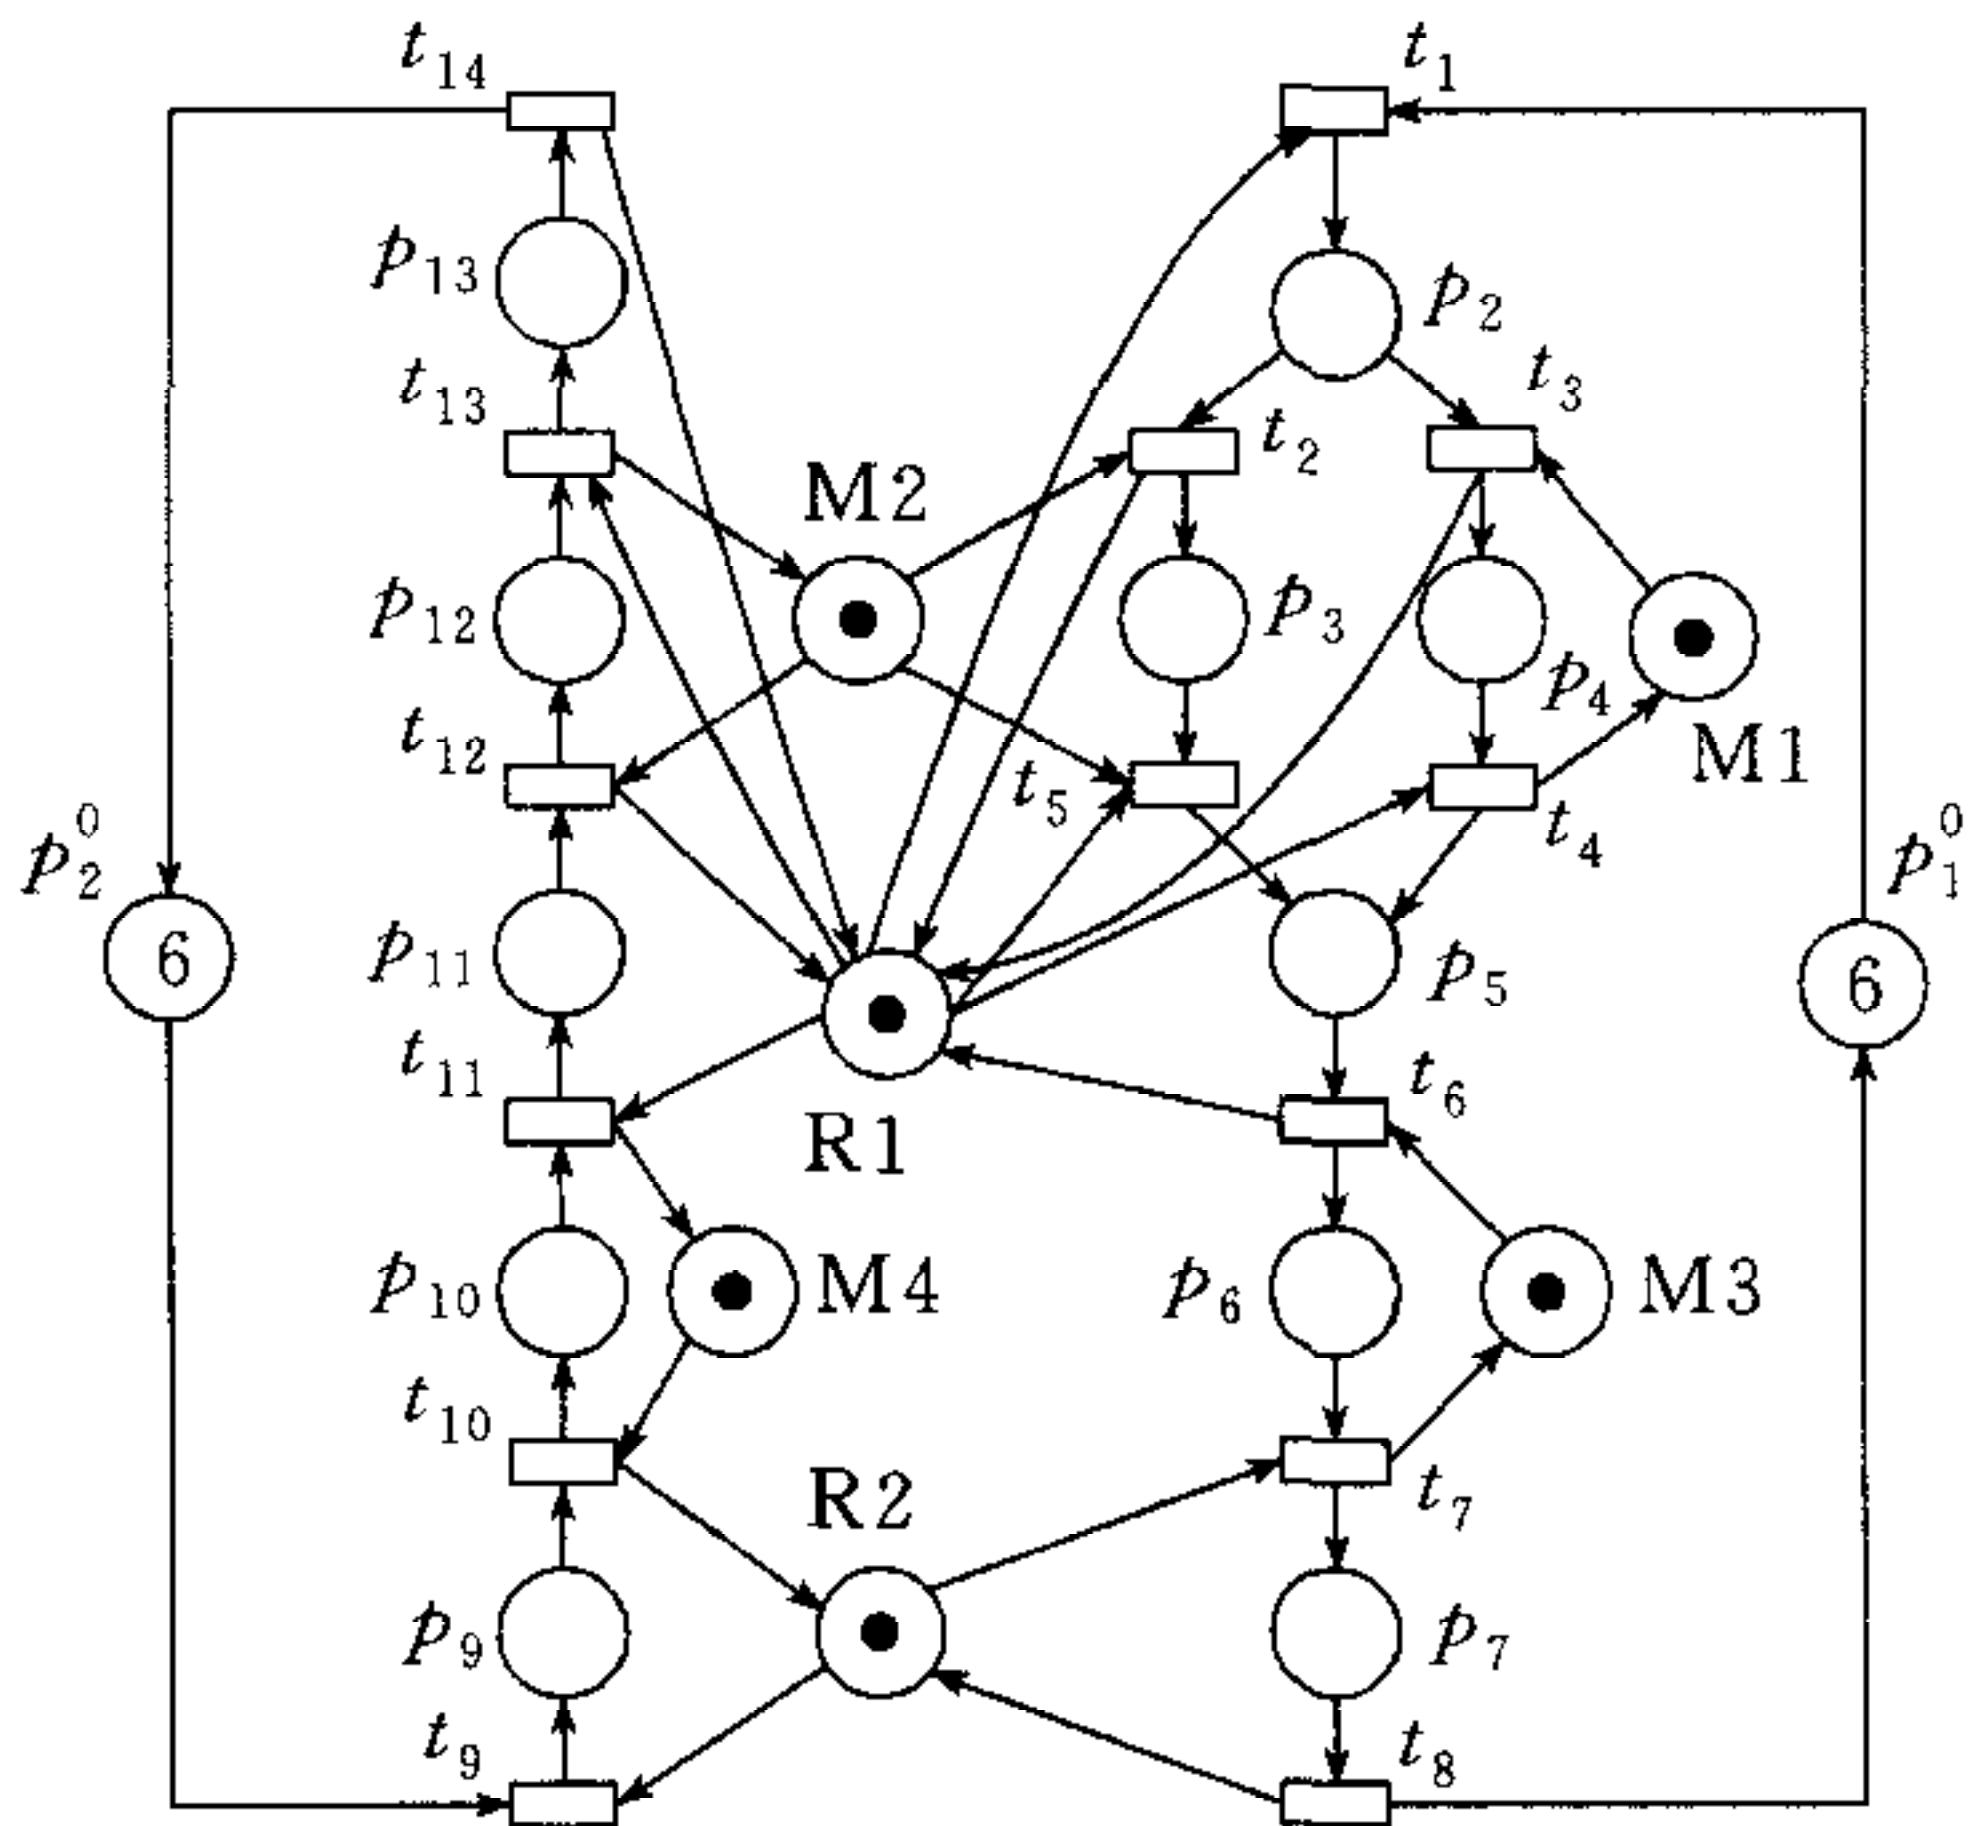 t14 t1
p13 p2
t13 t3
t2
M2
p12 p3
p4
t12 M1
t5 t4
p2^0 p1^0
6 p11 p5 6
t11 t6
R1
p10 M4 p6 M3
t10 R2 t7
p9 p7
t9 t8